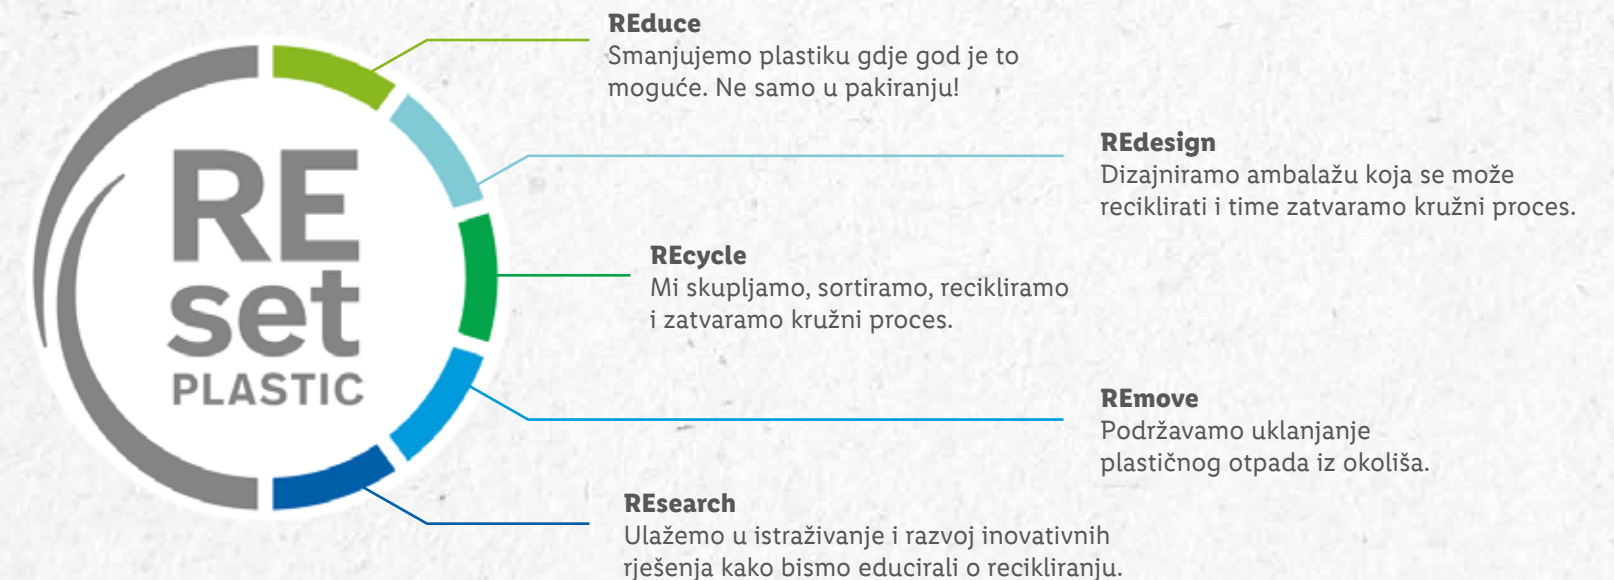 RE
set
PLASTIC
REduce
Smanjujemo plastiku gdje god je to
moguće. Ne samo u pakiranju!
REdesign
Dizajniramo ambalažu koja se može
reciklirati i time zatvaramo kružni proces.
REcycle
Mi skupljamo, sortiramo, recikliramo
i zatvaramo kružni proces.
REmove
Podržavamo uklanjanje
plastičnog otpada iz okoliša.
REsearch
Ulažemo u istraživanje i razvoj inovativnih
rješenja kako bismo educirali o recikliranju.